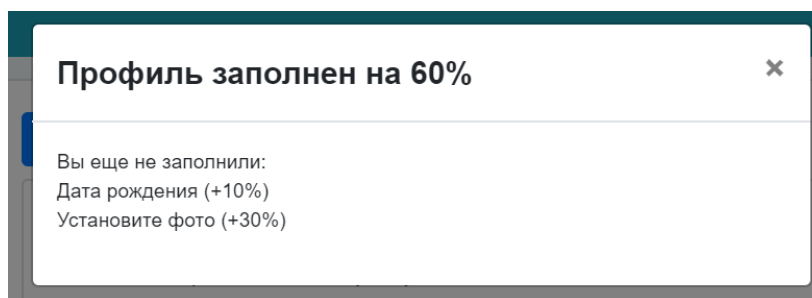 Профиль заполнен на 60%
×
Вы еще не заполнили:
Дата рождения (+10%)
Установите фото (+30%)